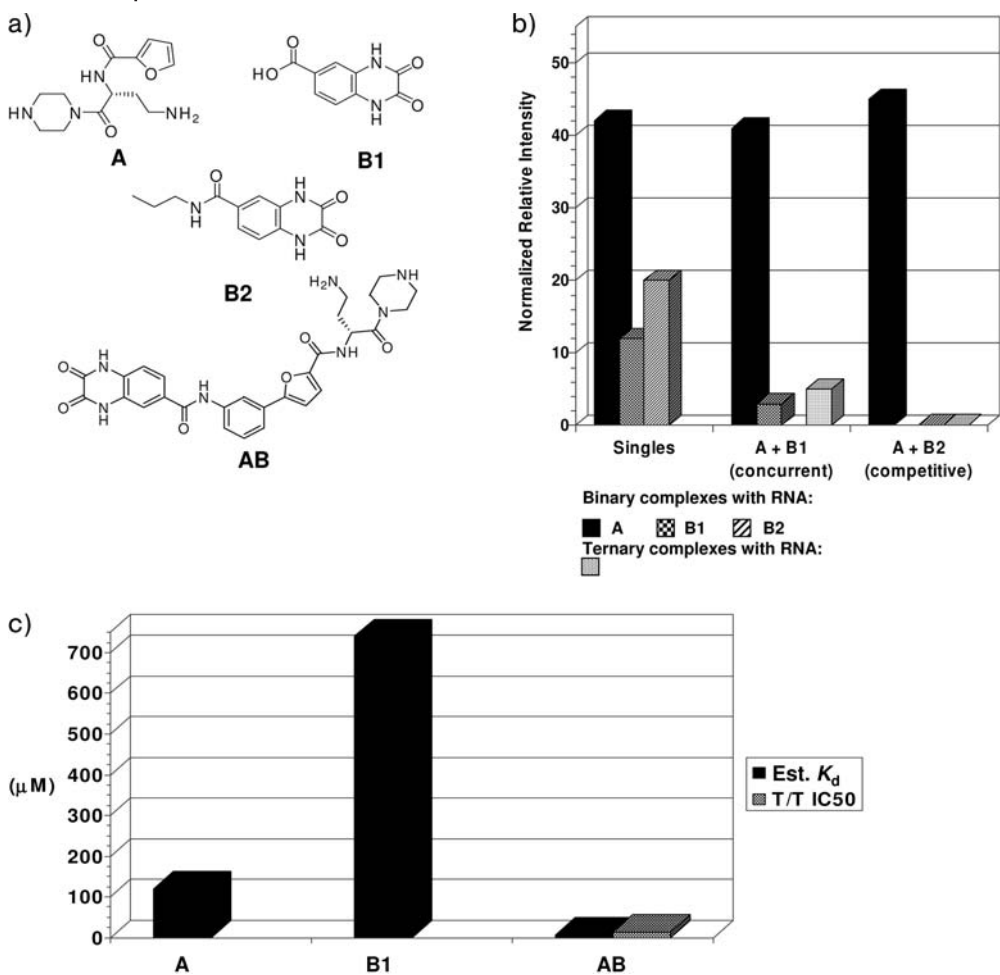 a)
O
O
HN
HN
N
O
NH2
A
O
HO
H
N
O
N
H
O
B1
O
N
H
H
N
O
N
H
O
B2
H2N
NH
N
O
NH
O
O
H
N
O
O
N
H
O
H
N
AB
b)
Normalized Relative Intensity
50
40
30
20
10
0
Singles
A + B1
(concurrent)
A + B2
(competitive)
Binary complexes with RNA:
A B1 B2
Ternary complexes with RNA:
c)
700
600
500
400
300
200
100
0
(μM)
A
B1
AB
Est. Kd
T/T IC50